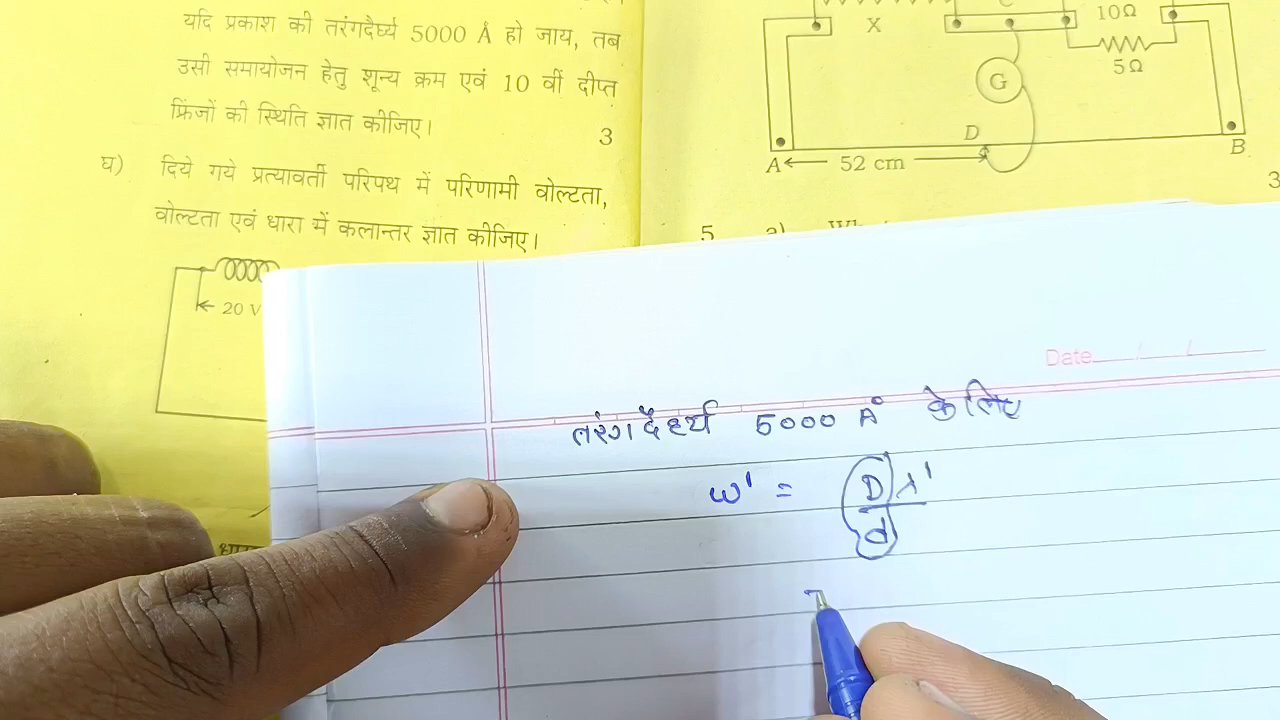 यदि प्रकाश की तरंगदैर्घ्य 5000 Å हो जाय, तब
उसी समायोजन हेतु शून्य क्रम एवं 10 वीं दीप्त
फ्रिंजों की स्थिति ज्ञात कीजिए।
3
घ) दिये गये प्रत्यावर्ती परिपथ में परिणामी वोल्टता,
वोल्टता एवं धारा में कलान्तर ज्ञात कीजिए।
20 V
X
10Ω
5Ω
G
D
A
52 cm
B
3
5 a)
Date
तरंगदैर्ध्य 5000 A° के लिए
w' = (D/d) λ'